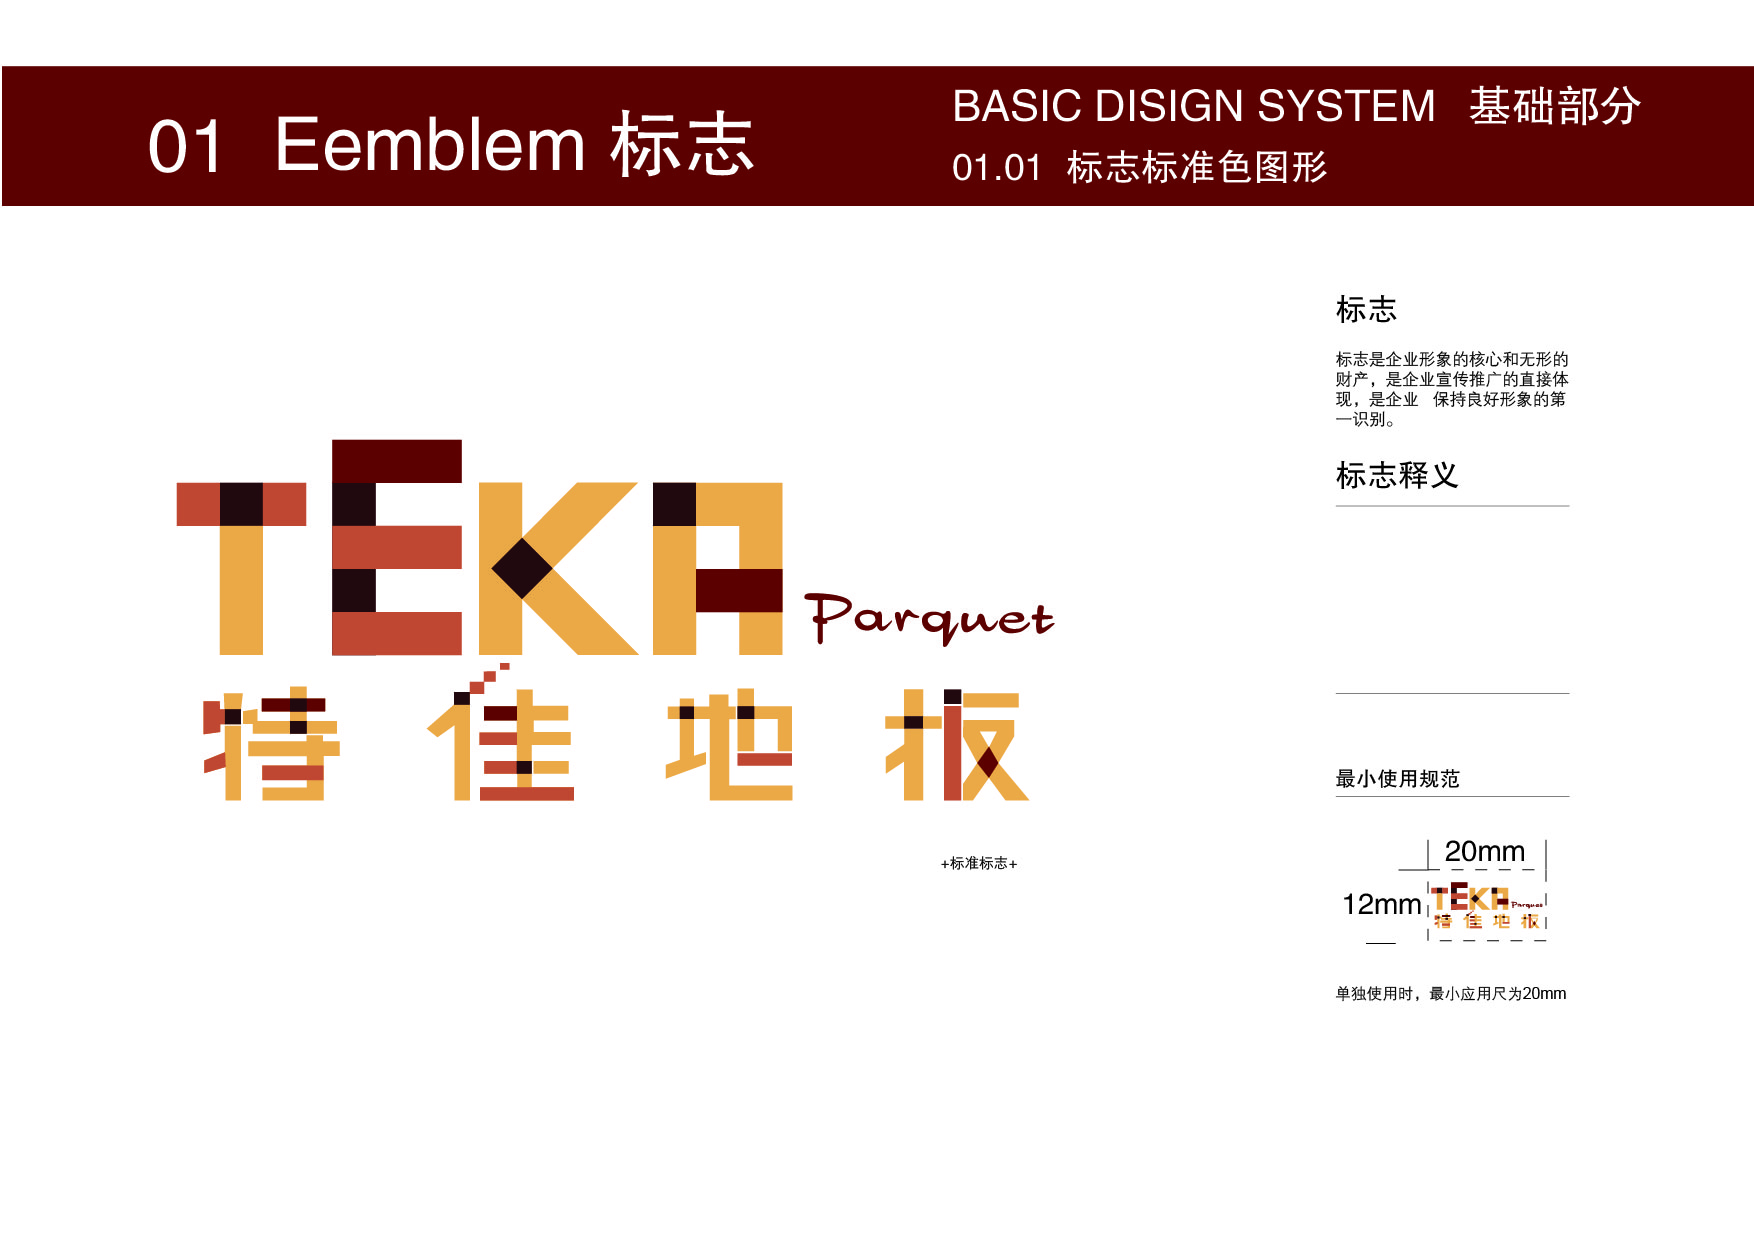 01 Eemblem 标志
BASIC DISIGN SYSTEM 基础部分
01.01 标志标准色图形
标志
标志是企业形象的核心和无形的
财产，是企业宣传推广的直接体
现，是企业 保持良好形象的第
一识别。
标志释义
TEKA Parquet
特佳地板
+标准标志+
最小使用规范
20mm
12mm
TEKA Parquet
特佳地板
单独使用时，最小应用尺为20mm